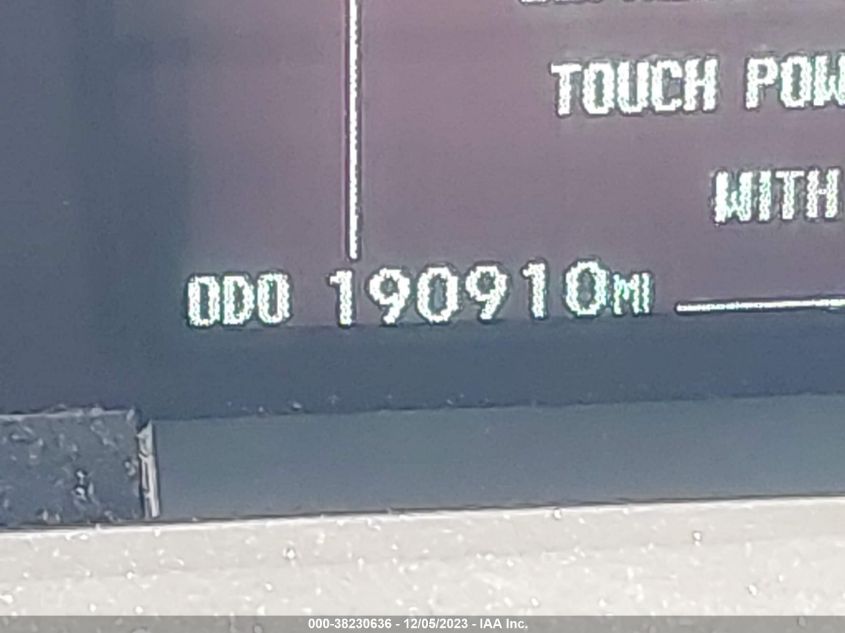 TOUCH POW
WITH
ODO 190910MI
000-38230636 - 12/05/2023 - IAA Inc.